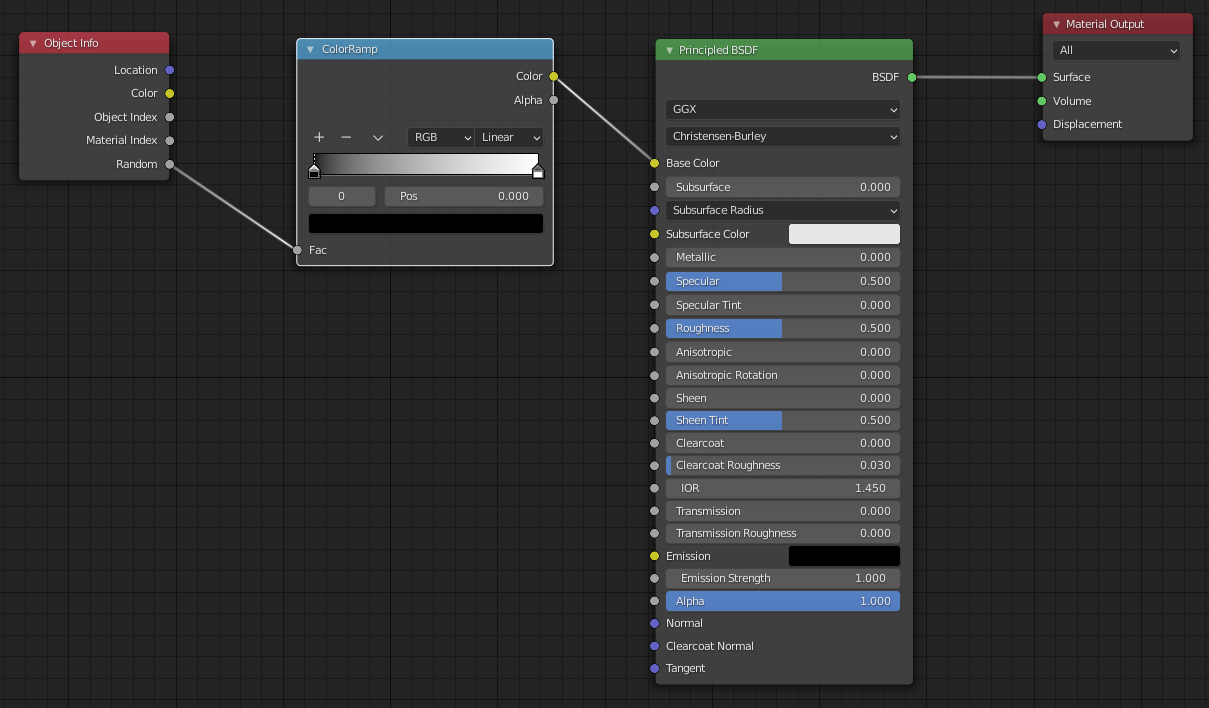 Object Info
Location
Color
Object Index
Material Index
Random
ColorRamp
Color
Alpha
RGB Linear
0 Pos 0.000
Fac
Principled BSDF
BSDF
GGX
Christensen-Burley
Base Color
Subsurface 0.000
Subsurface Radius
Subsurface Color
Metallic 0.000
Specular 0.500
Specular Tint 0.000
Roughness 0.500
Anisotropic 0.000
Anisotropic Rotation 0.000
Sheen 0.000
Sheen Tint 0.500
Clearcoat 0.000
Clearcoat Roughness 0.030
IOR 1.450
Transmission 0.000
Transmission Roughness 0.000
Emission
Emission Strength 1.000
Alpha 1.000
Normal
Clearcoat Normal
Tangent
Material Output
All
Surface
Volume
Displacement